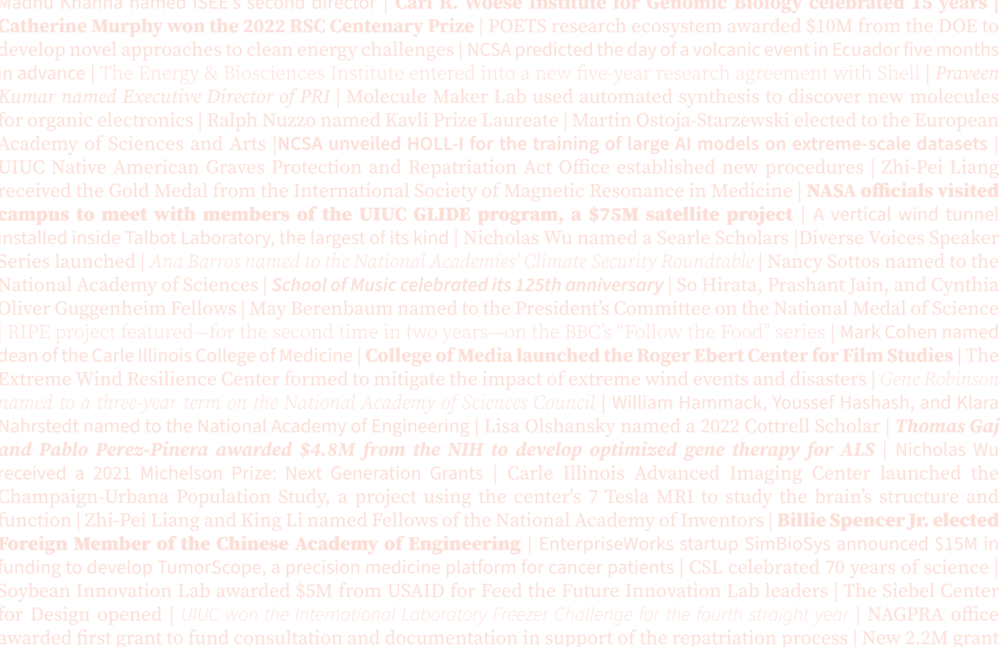 Madhu Khanna named iSEE's second director | Carl R. Woese Institute for Genomic Biology celebrated 15 years |
Catherine Murphy won the 2022 RSC Centenary Prize | POETS research ecosystem awarded $10M from the DOE to
develop novel approaches to clean energy challenges | NCSA predicted the day of a volcanic event in Ecuador five months
in advance | The Energy & Biosciences Institute entered into a new five-year research agreement with Shell | Praveen
Kumar named Executive Director of PRI | Molecule Maker Lab used automated synthesis to discover new molecules
for organic electronics | Ralph Nuzzo named Kavli Prize Laureate | Martin Ostoja-Starzewski elected to the European
Academy of Sciences and Arts |NCSA unveiled HOLL-I for the training of large AI models on extreme-scale datasets |
UIUC Native American Graves Protection and Repatriation Act Office established new procedures | Zhi-Pei Liang
received the Gold Medal from the International Society of Magnetic Resonance in Medicine | NASA officials visited
campus to meet with members of the UIUC GLIDE program, a $75M satellite project | A vertical wind tunnel
installed inside Talbot Laboratory, the largest of its kind | Nicholas Wu named a Searle Scholars |Diverse Voices Speaker
Series launched | Ana Barros named to the National Academies' Climate Security Roundtable | Nancy Sottos named to the
National Academy of Sciences | School of Music celebrated its 125th anniversary | So Hirata, Prashant Jain, and Cynthia
Oliver Guggenheim Fellows | May Berenbaum named to the President’s Committee on the National Medal of Science
| RIPE project featured—for the second time in two years—on the BBC’s “Follow the Food” series | Mark Cohen named
dean of the Carle Illinois College of Medicine | College of Media launched the Roger Ebert Center for Film Studies | The
Extreme Wind Resilience Center formed to mitigate the impact of extreme wind events and disasters | Gene Robinson
named to a three-year term on the National Academy of Sciences Council | William Hammack, Youssef Hashash, and Klara
Nahrstedt named to the National Academy of Engineering | Lisa Olshansky named a 2022 Cottrell Scholar | Thomas Gaj
and Pablo Perez-Pinera awarded $4.8M from the NIH to develop optimized gene therapy for ALS | Nicholas Wu
received a 2021 Michelson Prize: Next Generation Grants | Carle Illinois Advanced Imaging Center launched the
Champaign-Urbana Population Study, a project using the center's 7 Tesla MRI to study the brain’s structure and
function | Zhi-Pei Liang and King Li named Fellows of the National Academy of Inventors | Billie Spencer Jr. elected
Foreign Member of the Chinese Academy of Engineering | EnterpriseWorks startup SimBioSys announced $15M in
funding to develop TumorScope, a precision medicine platform for cancer patients | CSL celebrated 70 years of science |
Soybean Innovation Lab awarded $5M from USAID for Feed the Future Innovation Lab leaders | The Siebel Center
for Design opened | UIUC won the International Laboratory Freezer Challenge for the fourth straight year | NAGPRA office
awarded first grant to fund consultation and documentation in support of the repatriation process | New 2.2M grant